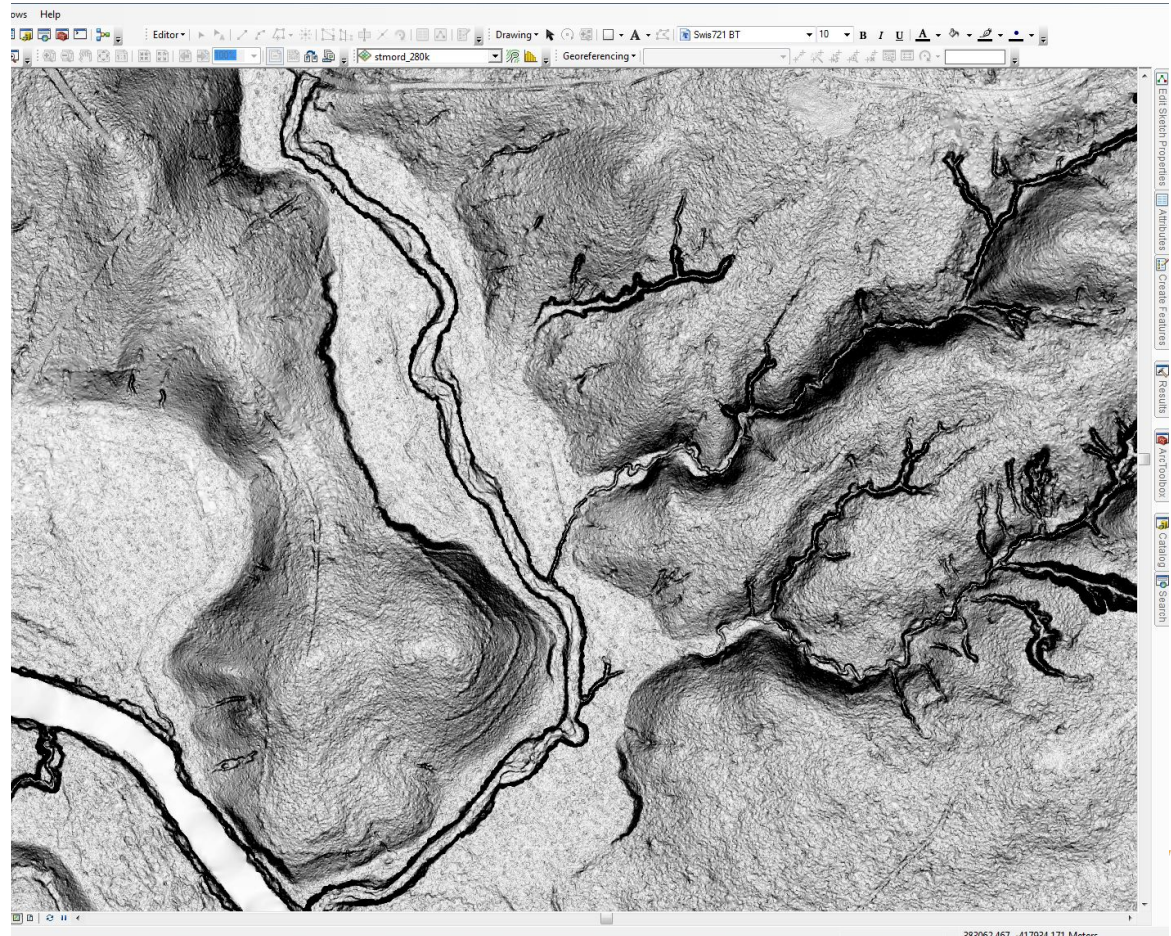 ows Help
Editor Drawing A Swis721 BT 10 B I U A
stmord_280k Georeferencing
Edit Sketch Properties
Attributes
Create Features
Results
ArcToolbox
Catalog
Search
383062.467 -417934.171 Meters